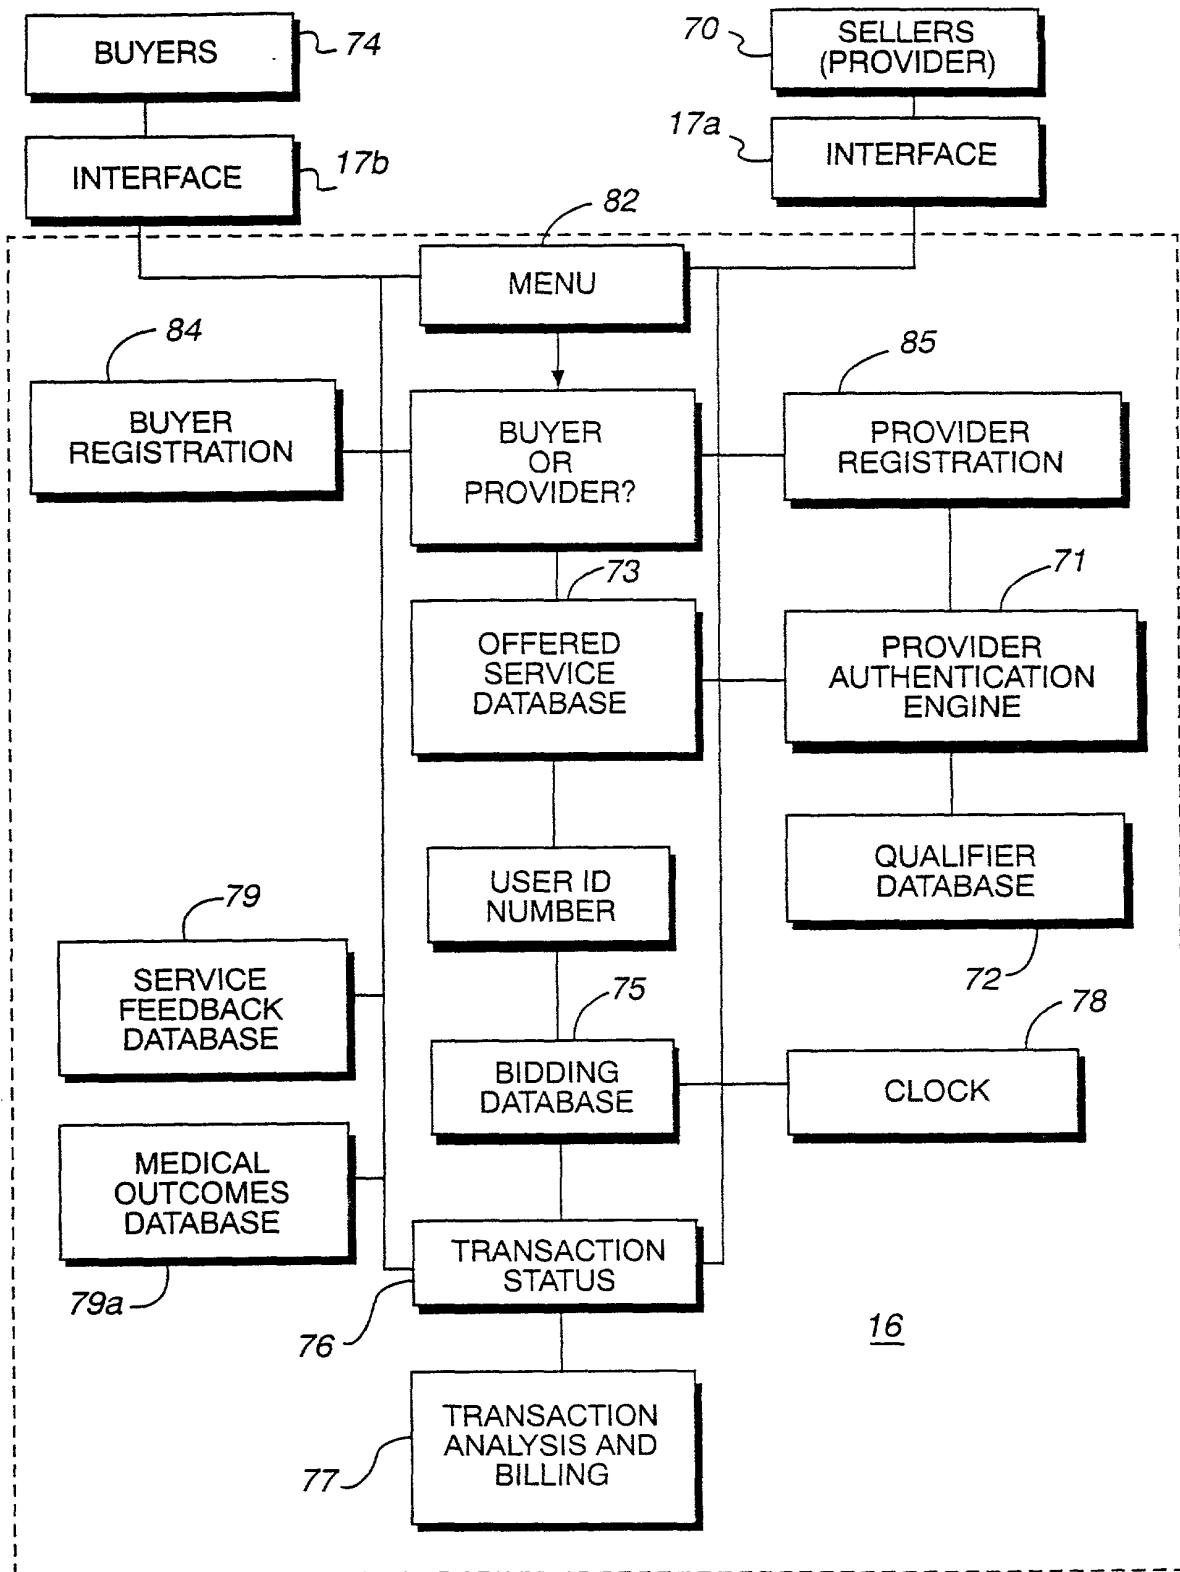 BUYERS
74
70
SELLERS
(PROVIDER)
INTERFACE
17b
17a
INTERFACE
82
MENU
84
BUYER
REGISTRATION
BUYER
OR
PROVIDER?
85
PROVIDER
REGISTRATION
73
OFFERED
SERVICE
DATABASE
71
PROVIDER
AUTHENTICATION
ENGINE
USER ID
NUMBER
QUALIFIER
DATABASE
72
79
SERVICE
FEEDBACK
DATABASE
75
BIDDING
DATABASE
78
CLOCK
MEDICAL
OUTCOMES
DATABASE
79a
TRANSACTION
STATUS
76
16
TRANSACTION
ANALYSIS AND
BILLING
77